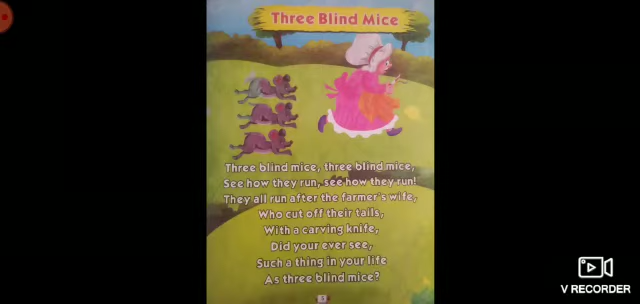 Three Blind Mice
Three blind mice, three blind mice,
See how they run, see how they run!
They all run after the farmer's wife,
Who cut off their tails,
With a carving knife,
Did your ever see,
Such a thing in your life
As three blind mice?
3
V RECORDER